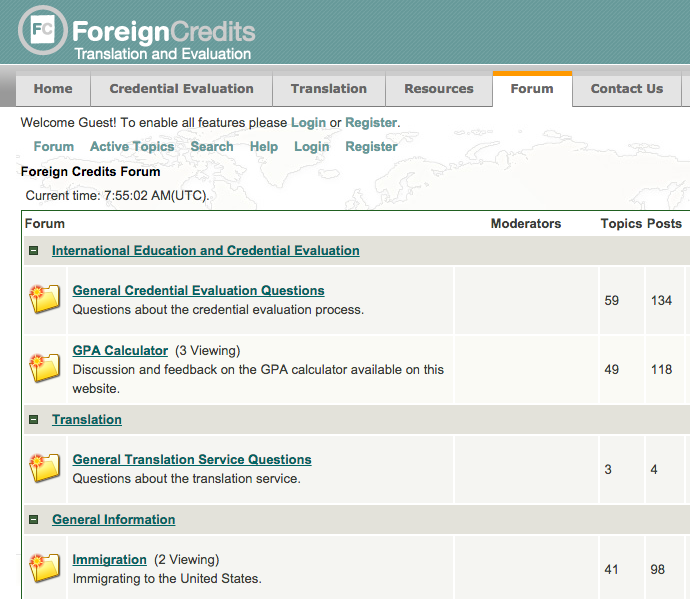 FC ForeignCredits
Translation and Evaluation
Home Credential Evaluation Translation Resources Forum Contact Us
Welcome Guest! To enable all features please Login or Register.
Forum Active Topics Search Help Login Register
Foreign Credits Forum
Current time: 7:55:02 AM(UTC).
Forum Moderators Topics Posts
International Education and Credential Evaluation
General Credential Evaluation Questions
Questions about the credential evaluation process.
59 134
GPA Calculator (3 Viewing)
Discussion and feedback on the GPA calculator available on this
website.
49 118
Translation
General Translation Service Questions
Questions about the translation service.
3 4
General Information
Immigration (2 Viewing)
Immigrating to the United States.
41 98